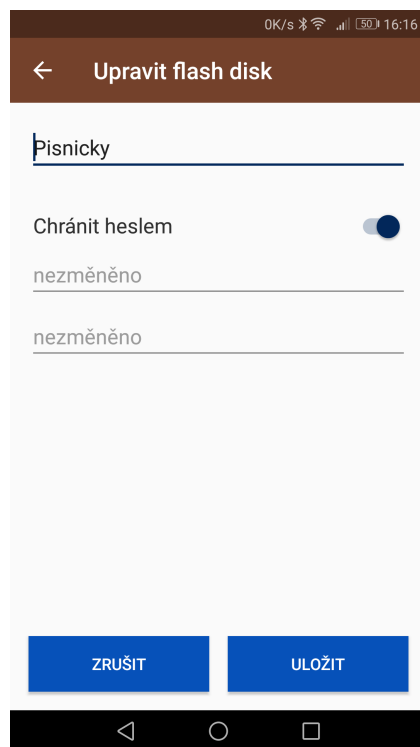 0K/s 50 16:16
Upravit flash disk
Pisnicky
Chránit heslem
nezměněno
nezměněno
ZRUŠIT ULOŽIT